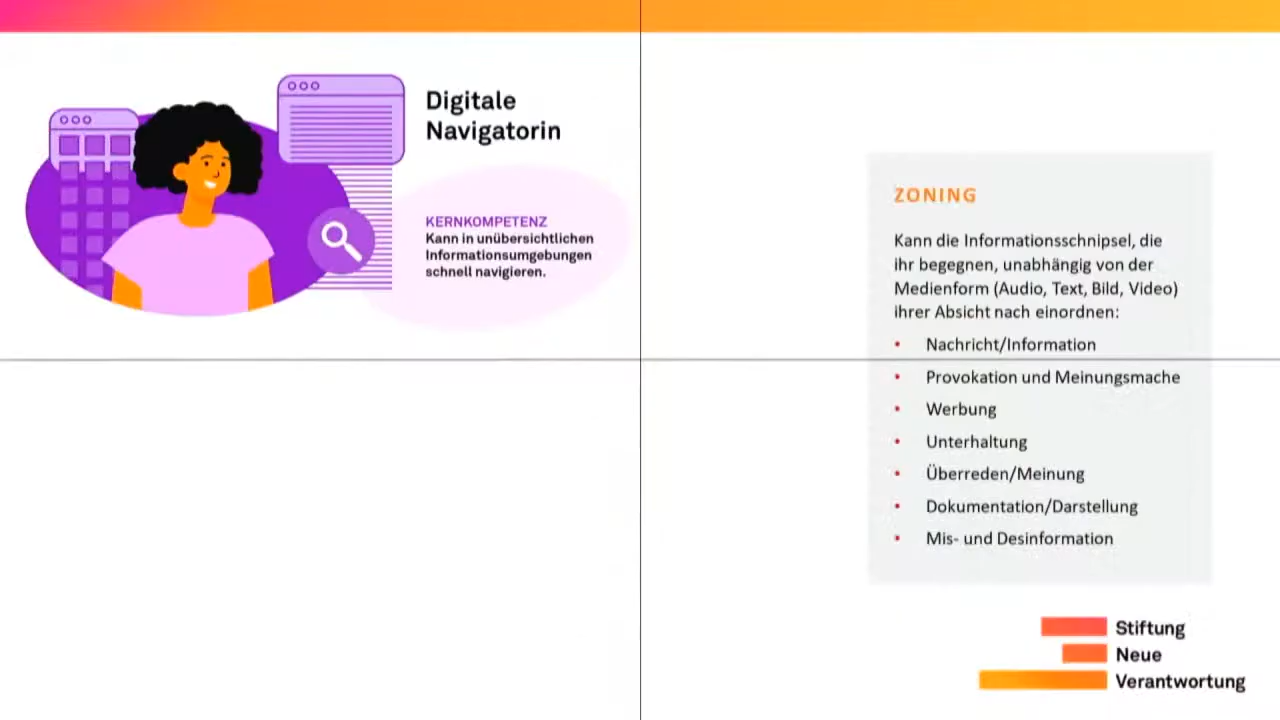 Digitale
Navigatorin
KERNKOMPETENZ
Kann in unübersichtlichen
Informationsumgebungen
schnell navigieren.
ZONING
Kann die Informationsschnipsel, die
ihr begegnen, unabhängig von der
Medienform (Audio, Text, Bild, Video)
ihrer Absicht nach einordnen:
• Nachricht/Information
• Provokation und Meinungsmache
• Werbung
• Unterhaltung
• Überreden/Meinung
• Dokumentation/Darstellung
• Mis- und Desinformation
Stiftung
Neue
Verantwortung